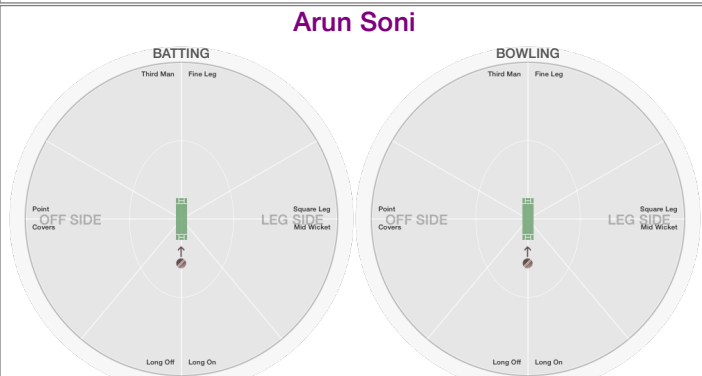 Arun Soni
BATTING
Third Man Fine Leg
Point
OFF SIDE
Covers
Square Leg
LEG SIDE
Mid Wicket
Long Off Long On
BOWLING
Third Man Fine Leg
Point
OFF SIDE
Covers
Square Leg
LEG SIDE
Mid Wicket
Long Off Long On